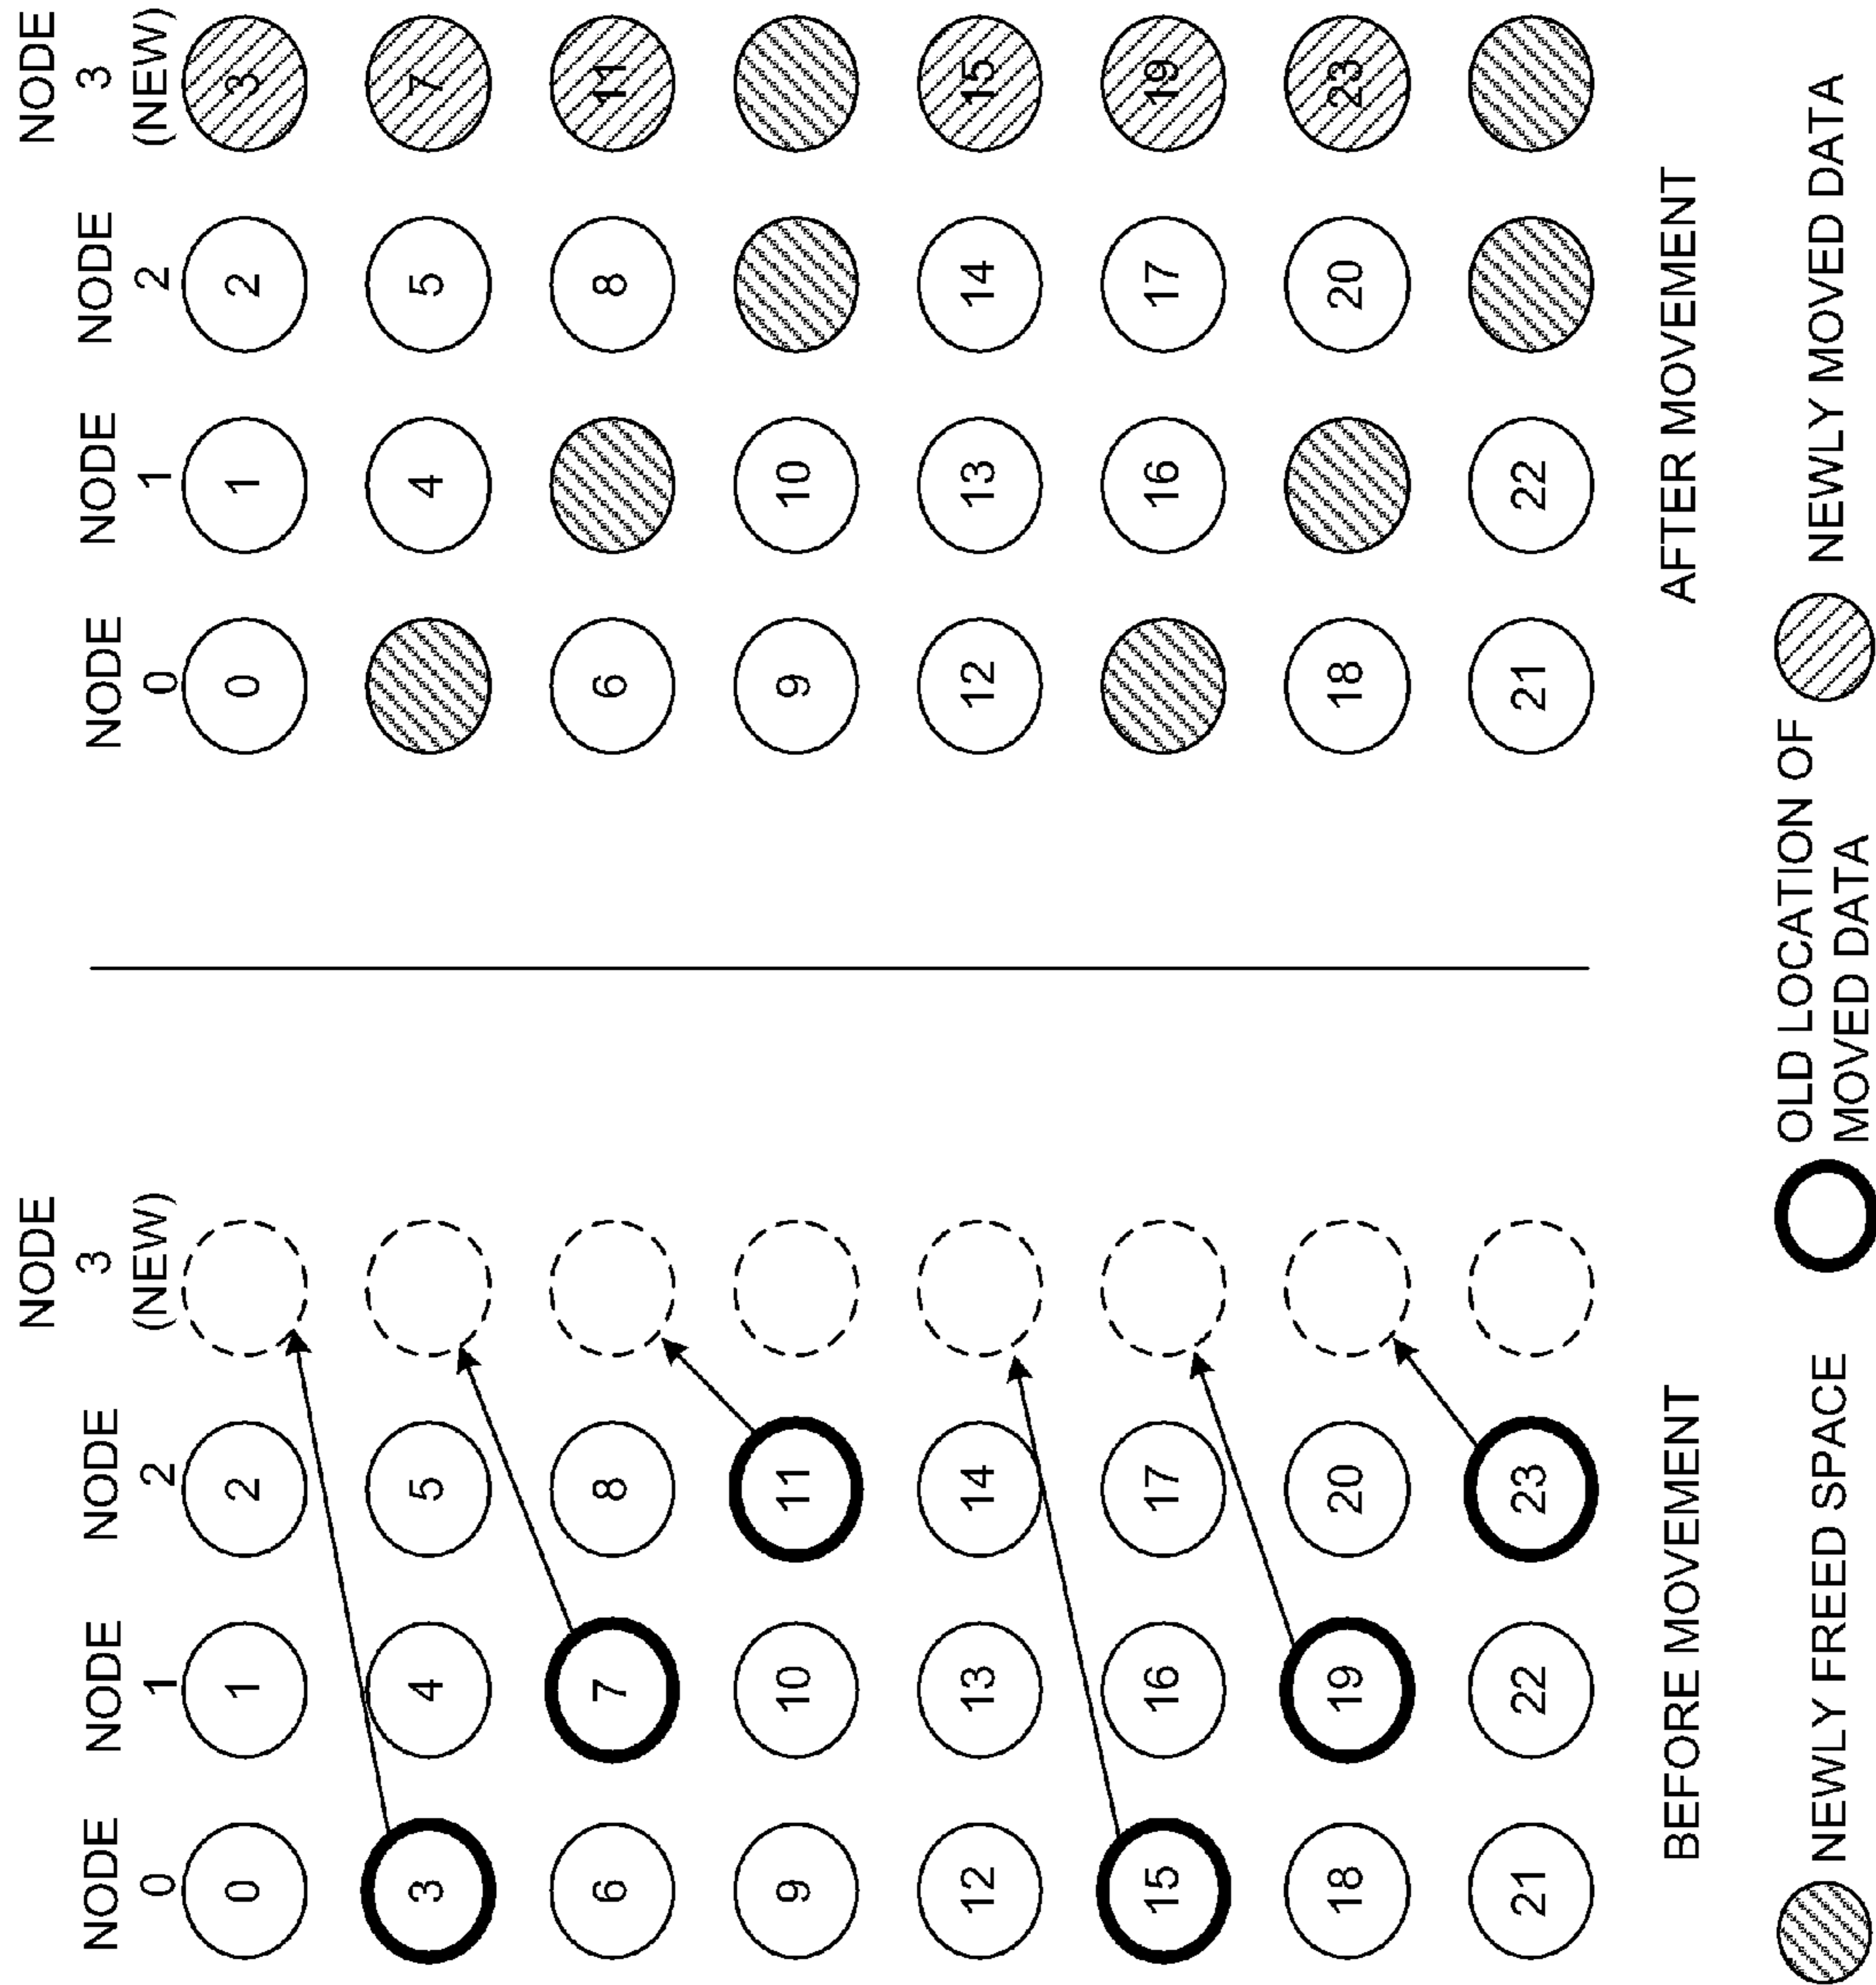 NODE 0 NODE 1 NODE 2 NODE 3 (NEW)
0 1 2
3 4 5
6 7 8
9 10 11
12 13 14
15 16 17
18 19 20
21 22 23
BEFORE MOVEMENT
NODE 0 NODE 1 NODE 2 NODE 3 (NEW)
0 1 2 3
4 5 7
6 8 11
9 10
12 13 14 15
16 17 19
18 20 23
21 22
AFTER MOVEMENT
NEWLY FREED SPACE
OLD LOCATION OF
MOVED DATA
NEWLY MOVED DATA